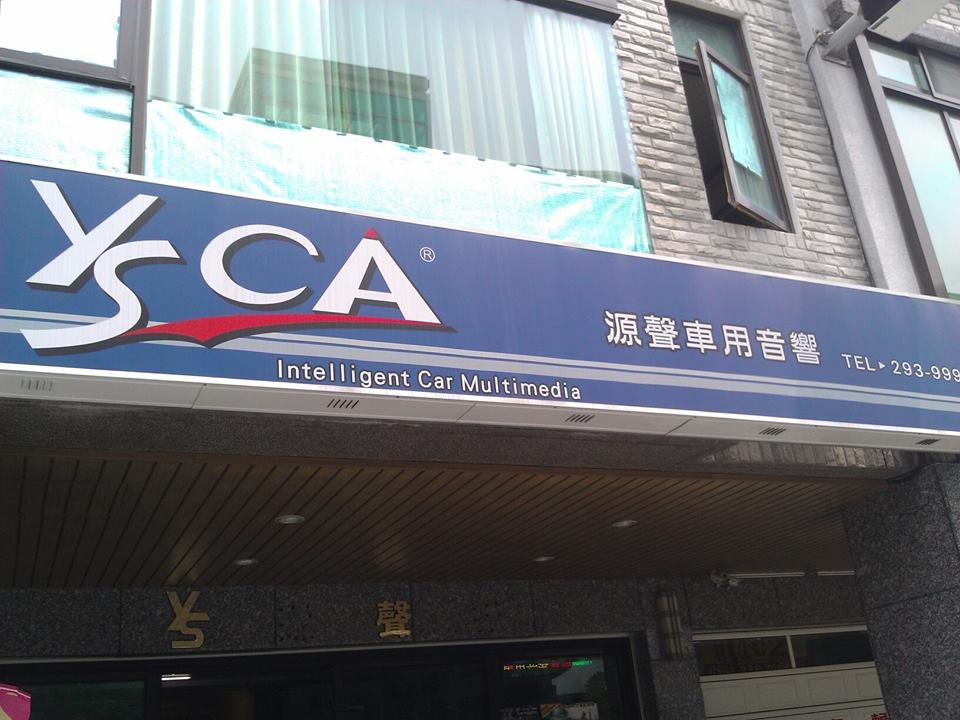 YSCA®
Intelligent Car Multimedia
源聲車用音響
TEL▸293-999
YS 聲